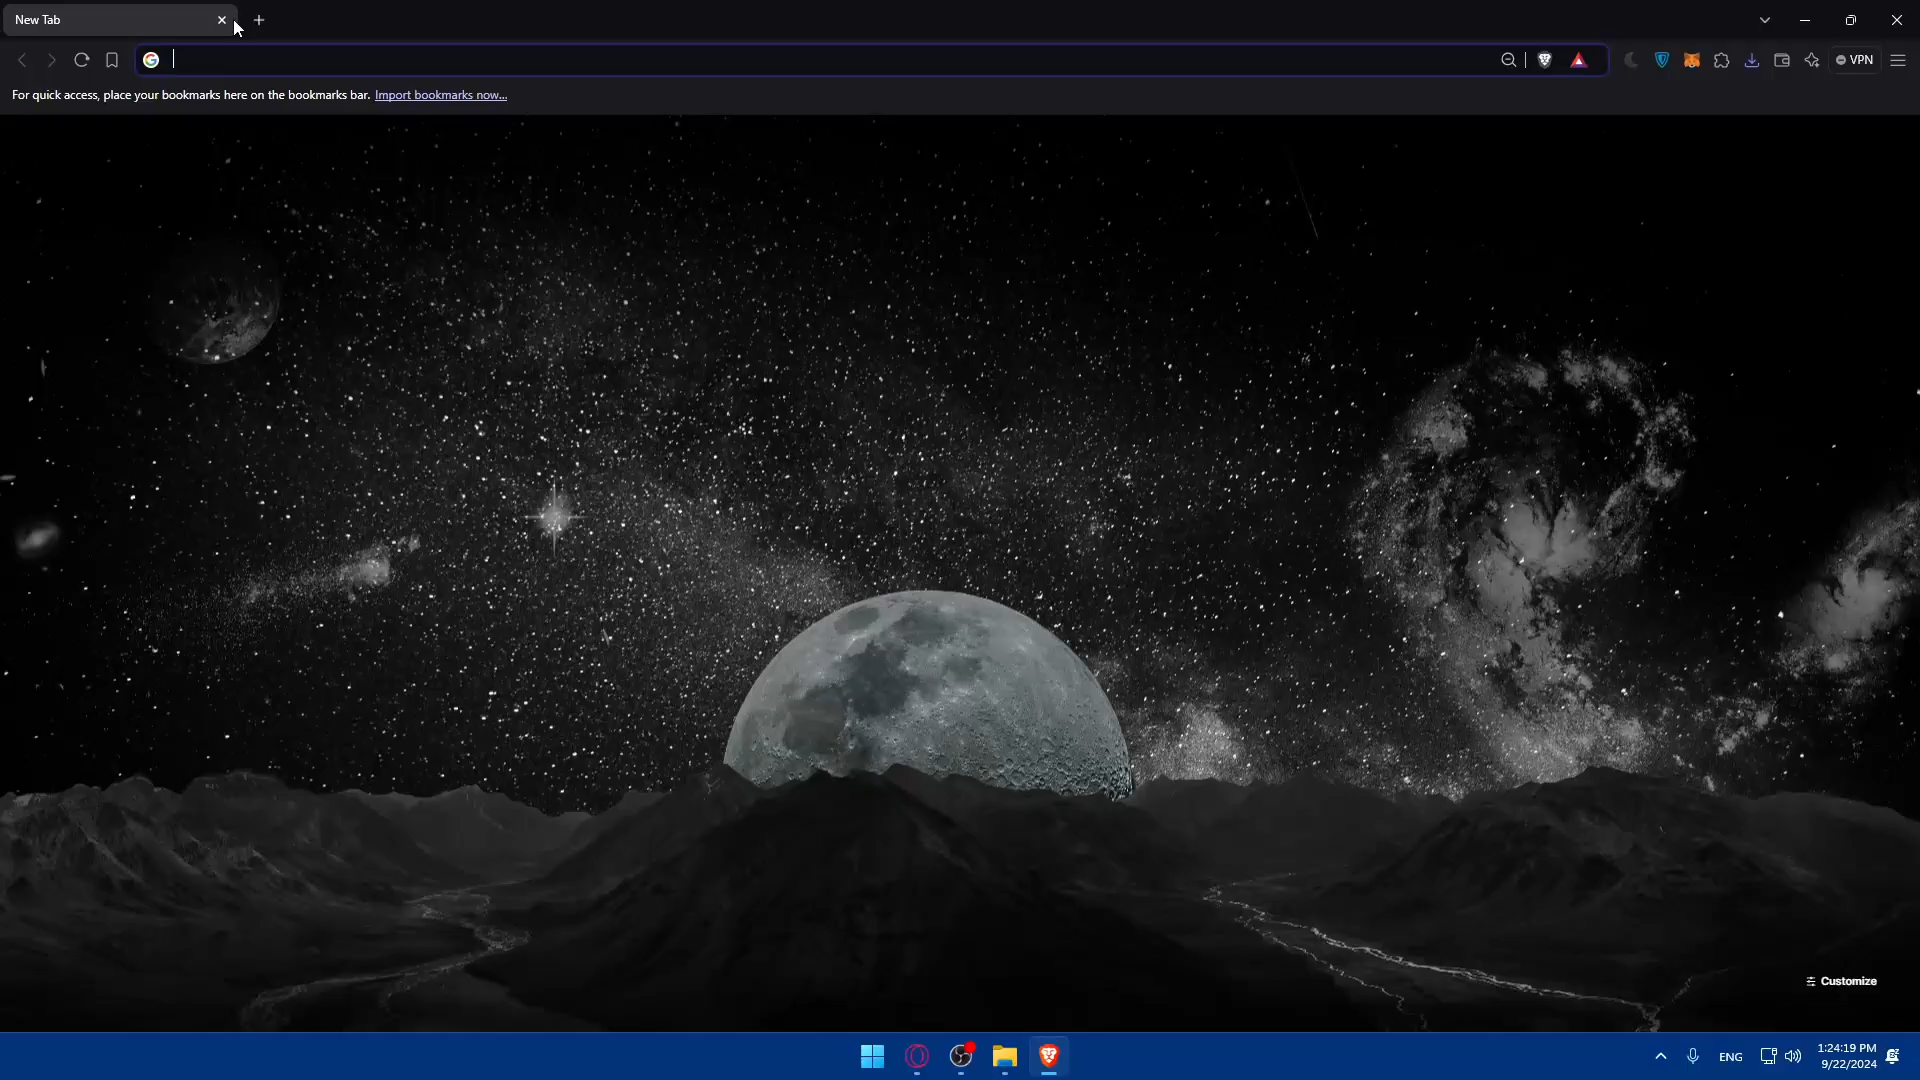 New Tab
VPN
For quick access, place your bookmarks here on the bookmarks bar. Import bookmarks now...
Customize
ENG
1:24:19 PM
9/22/2024